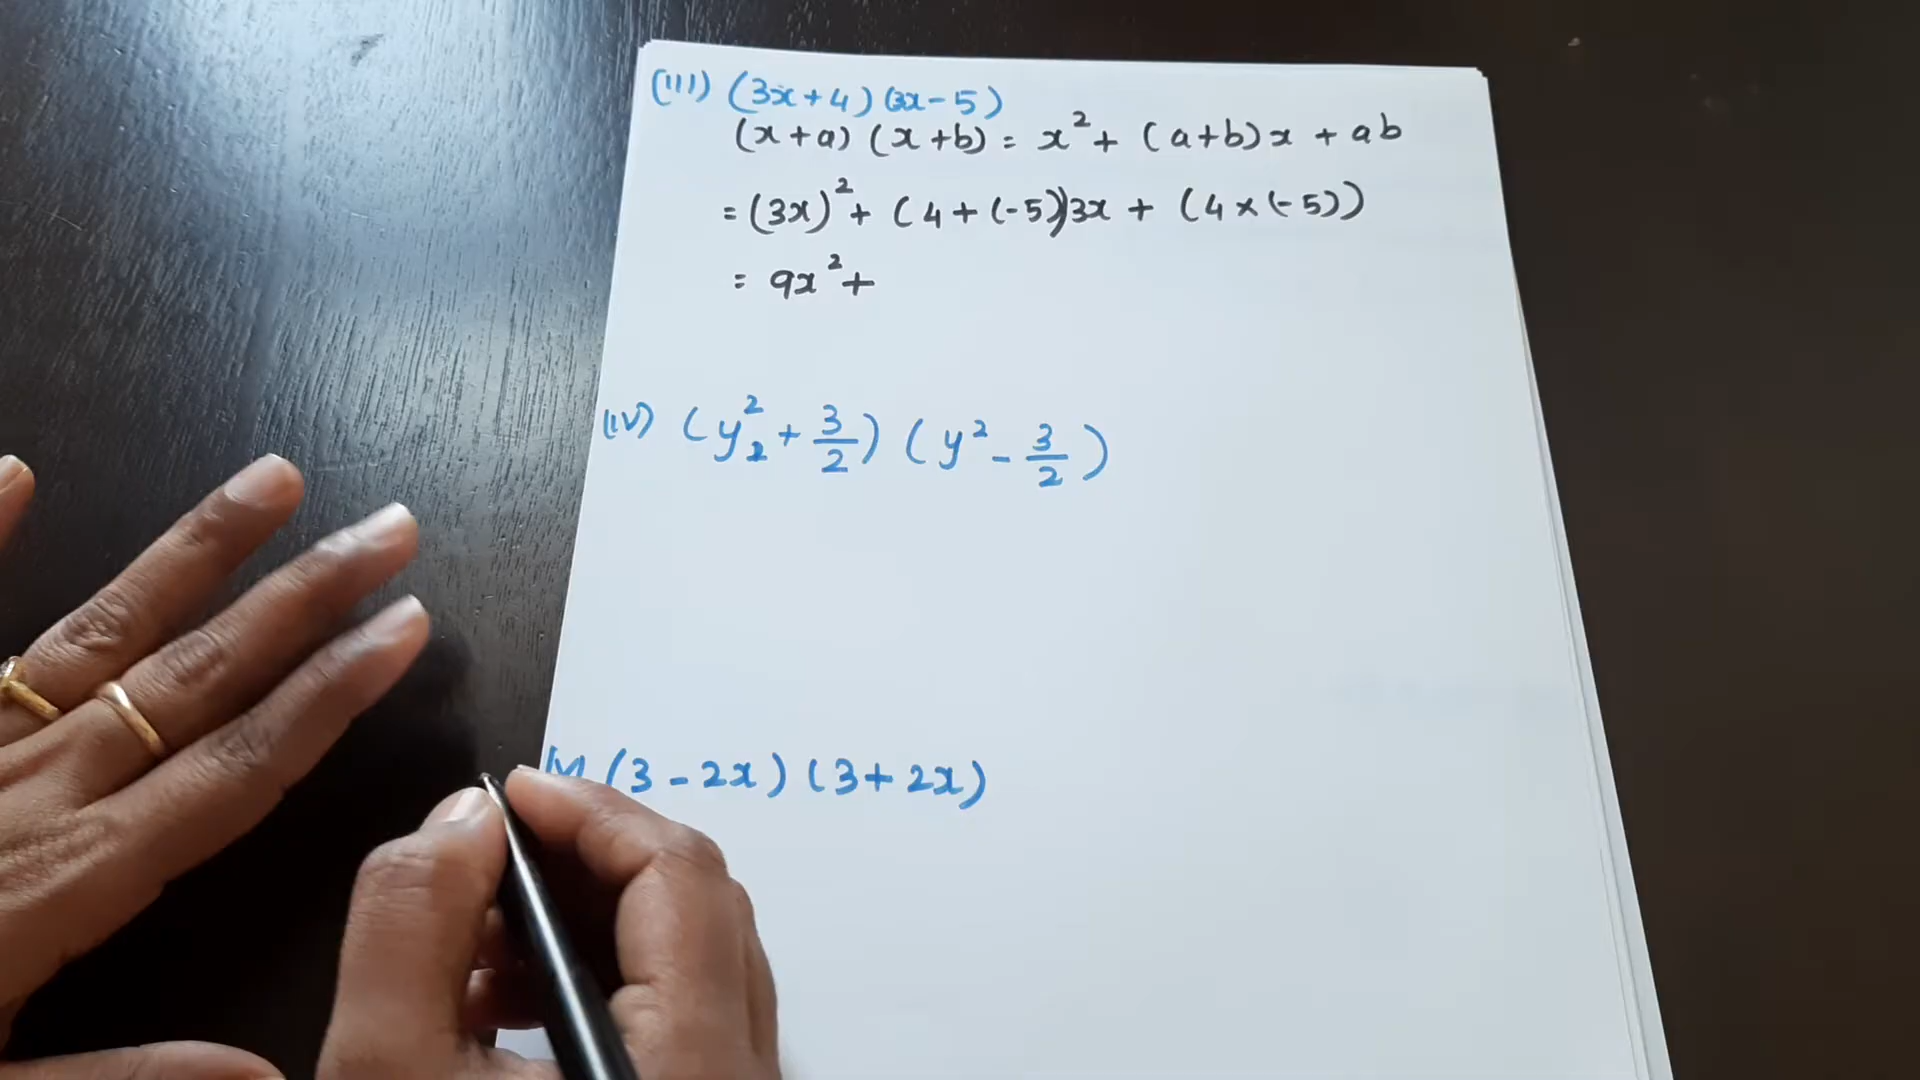 (III) (3x+4)(3x-5)
(x+a)(x+b) = x² + (a+b)x + ab
= (3x)² + (4+(-5))3x + (4×(-5))
= 9x² +
(IV) (y²₂ + 3/2)(y² - 3/2)
(V) (3-2x)(3+2x)